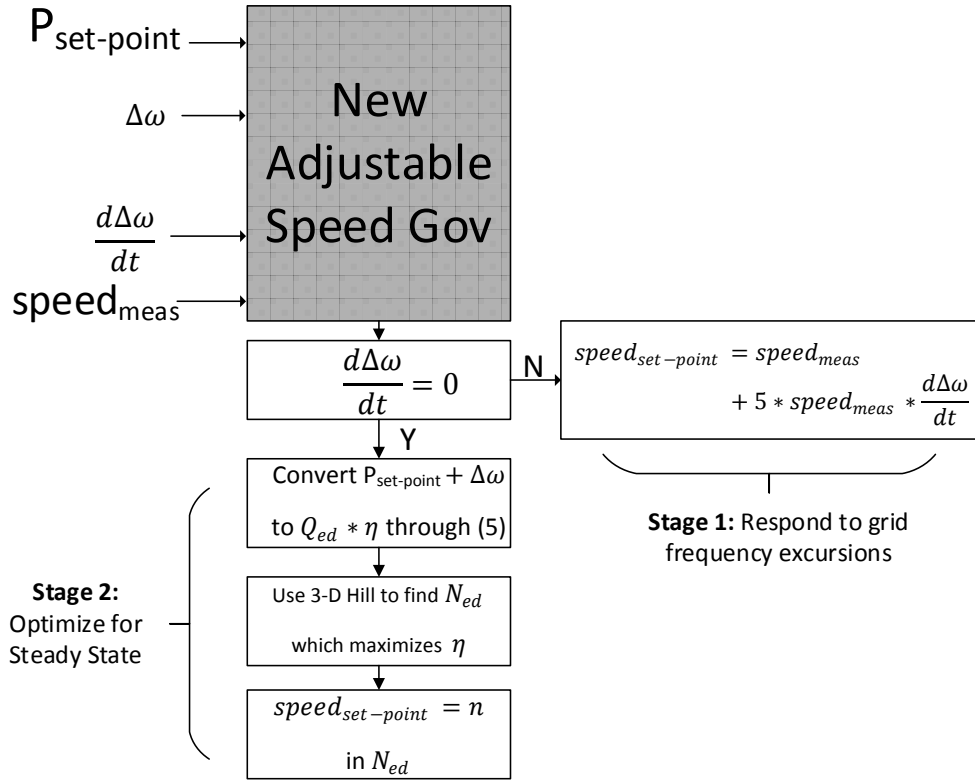 P_set-point
Δω
dΔω/dt
speed_meas
New
Adjustable
Speed Gov
dΔω/dt = 0
N
Y
speed_set−point = speed_meas
+ 5 * speed_meas * dΔω/dt
Stage 1: Respond to grid
frequency excursions
Convert P_set-point + Δω
to Q_ed * η through (5)
Use 3-D Hill to find N_ed
which maximizes η
speed_set−point = n
in N_ed
Stage 2:
Optimize for
Steady State